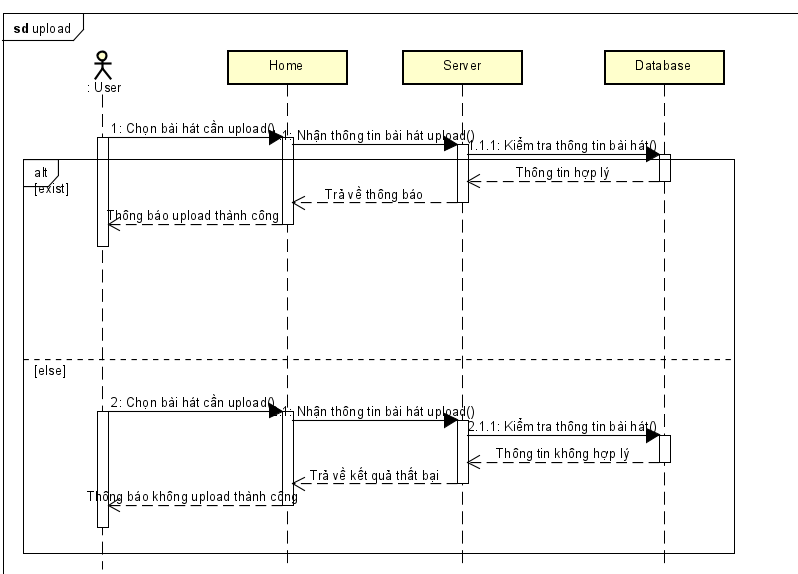 sd upload
Home
Server
Database
: User
1: Chọn bài hát cần upload()
1: Nhận thông tin bài hát upload()
1.1.1: Kiểm tra thông tin bài hát()
alt
[exist]
Thông tin hợp lý
Trả về thông báo
Thông báo upload thành công
[else]
2: Chọn bài hát cần upload()
.1: Nhận thông tin bài hát upload()
2.1.1: Kiểm tra thông tin bài hát()
Thông tin không hợp lý
Trả về kết quả thất bại
Thông báo không upload thành công